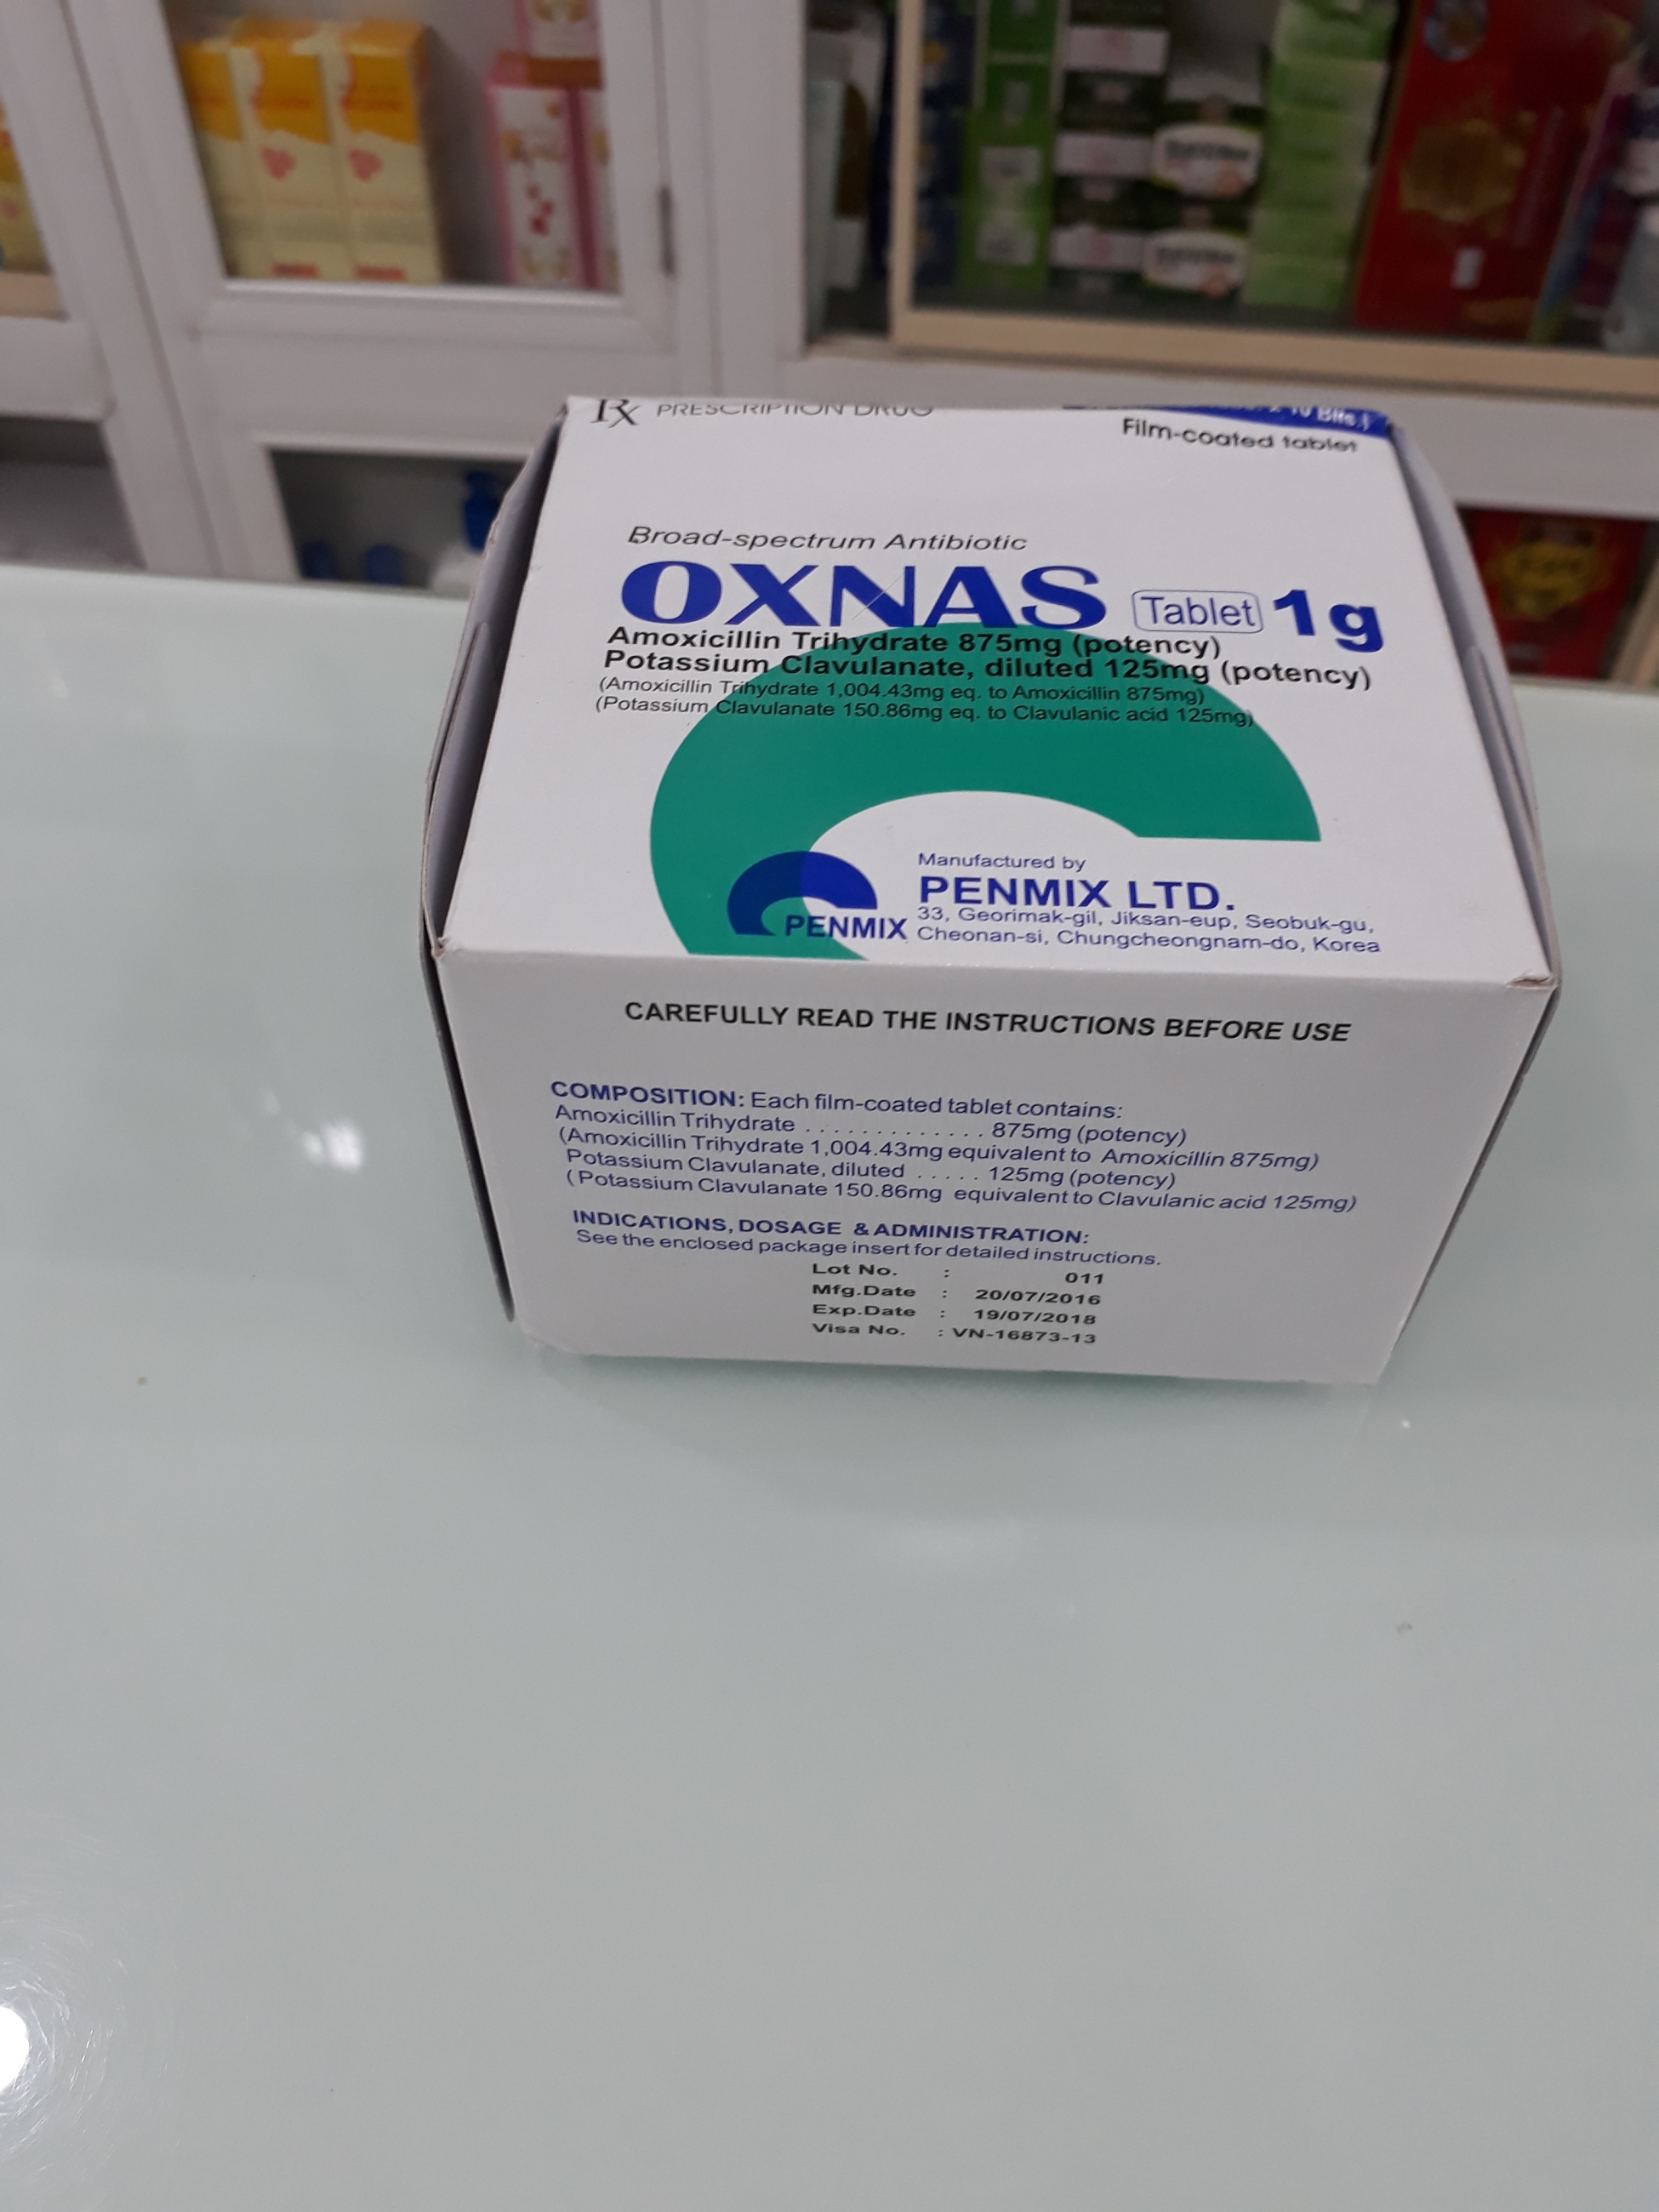 Rx PRESCRIPTION DRUG
x 10 Blts.)
Film-coated tablet
Broad-spectrum Antibiotic
OXNAS Tablet 1g
Amoxicillin Trihydrate 875mg (potency)
Potassium Clavulanate, diluted 125mg (potency)
(Amoxicillin Trihydrate 1,004.43mg eq. to Amoxicillin 875mg)
(Potassium Clavulanate 150.86mg eq. to Clavulanic acid 125mg)
Manufactured by
PENMIX LTD.
33, Georimak-gil, Jiksan-eup, Seobuk-gu,
Cheonan-si, Chungcheongnam-do, Korea
PENMIX
CAREFULLY READ THE INSTRUCTIONS BEFORE USE
COMPOSITION: Each film-coated tablet contains:
Amoxicillin Trihydrate . . . . . . . . . . . . . 875mg (potency)
(Amoxicillin Trihydrate 1,004.43mg equivalent to Amoxicillin 875mg)
Potassium Clavulanate, diluted . . . . . 125mg (potency)
( Potassium Clavulanate 150.86mg equivalent to Clavulanic acid 125mg)
INDICATIONS, DOSAGE & ADMINISTRATION:
See the enclosed package insert for detailed instructions.
Lot No. : 011
Mfg.Date : 20/07/2016
Exp.Date : 19/07/2018
Visa No. : VN-16873-13